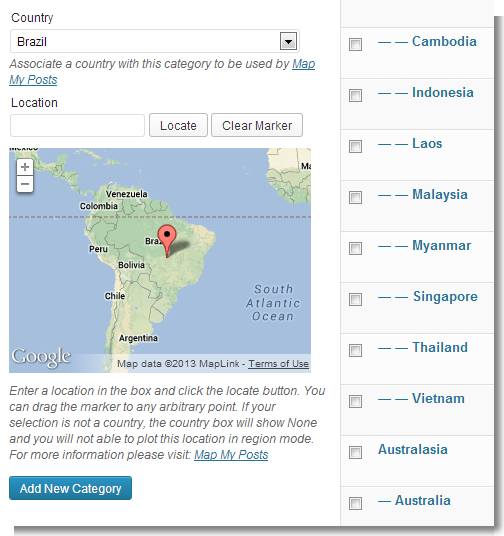 Country
Brazil
Associate a country with this category to be used by Map
My Posts
Location
Locate
Clear Marker
+
−
Venezuela
Colombia
Peru
Bolivia
Chile
Argentina
South
Atlantic
Ocean
Google
Map data ©2013 MapLink - Terms of Use
Enter a location in the box and click the locate button. You
can drag the marker to any arbitrary point. If your
selection is not a country, the country box will show None
and you will not able to plot this location in region mode.
For more information please visit: Map My Posts
Add New Category
— — Cambodia
— — Indonesia
— — Laos
— — Malaysia
— — Myanmar
— — Singapore
— — Thailand
— — Vietnam
Australasia
— Australia